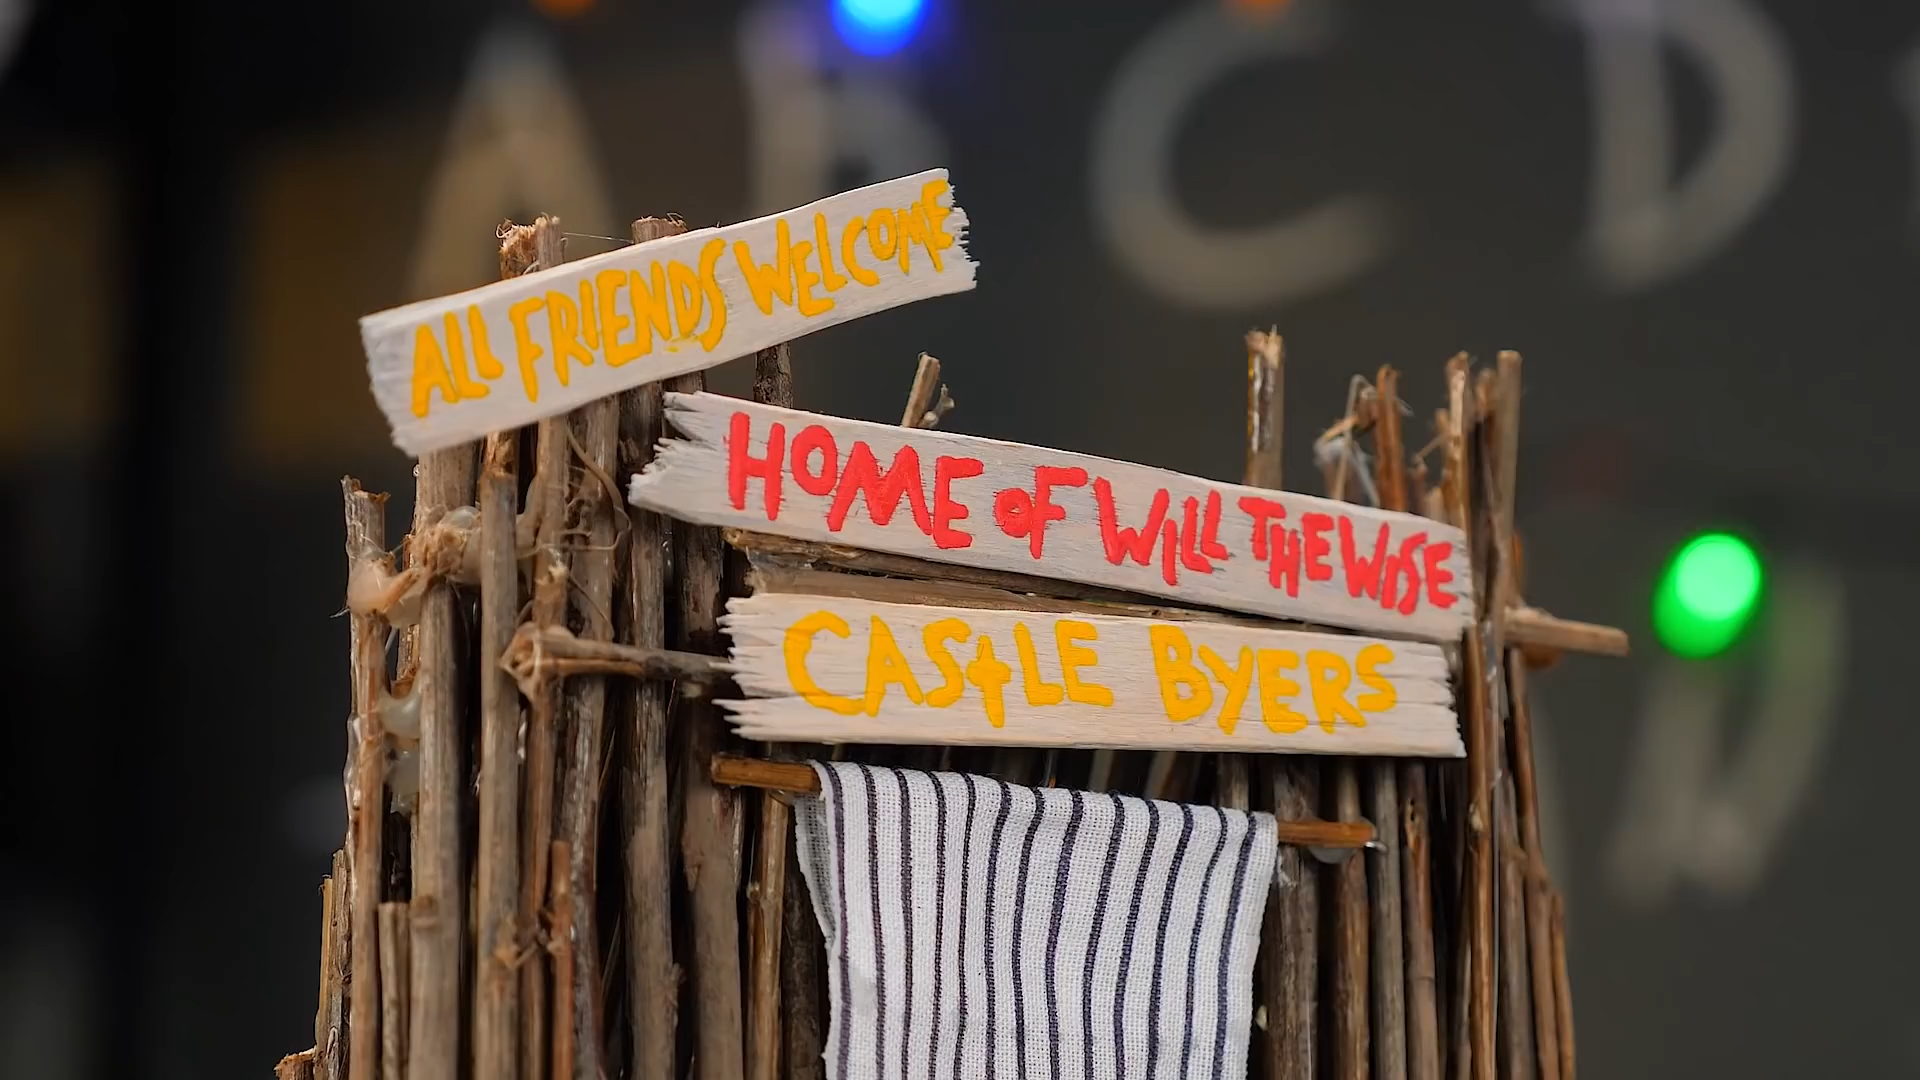 A B C D
ALL FRIENDS WELCOME
HOME OF WILL THE WISE
CASTLE BYERS